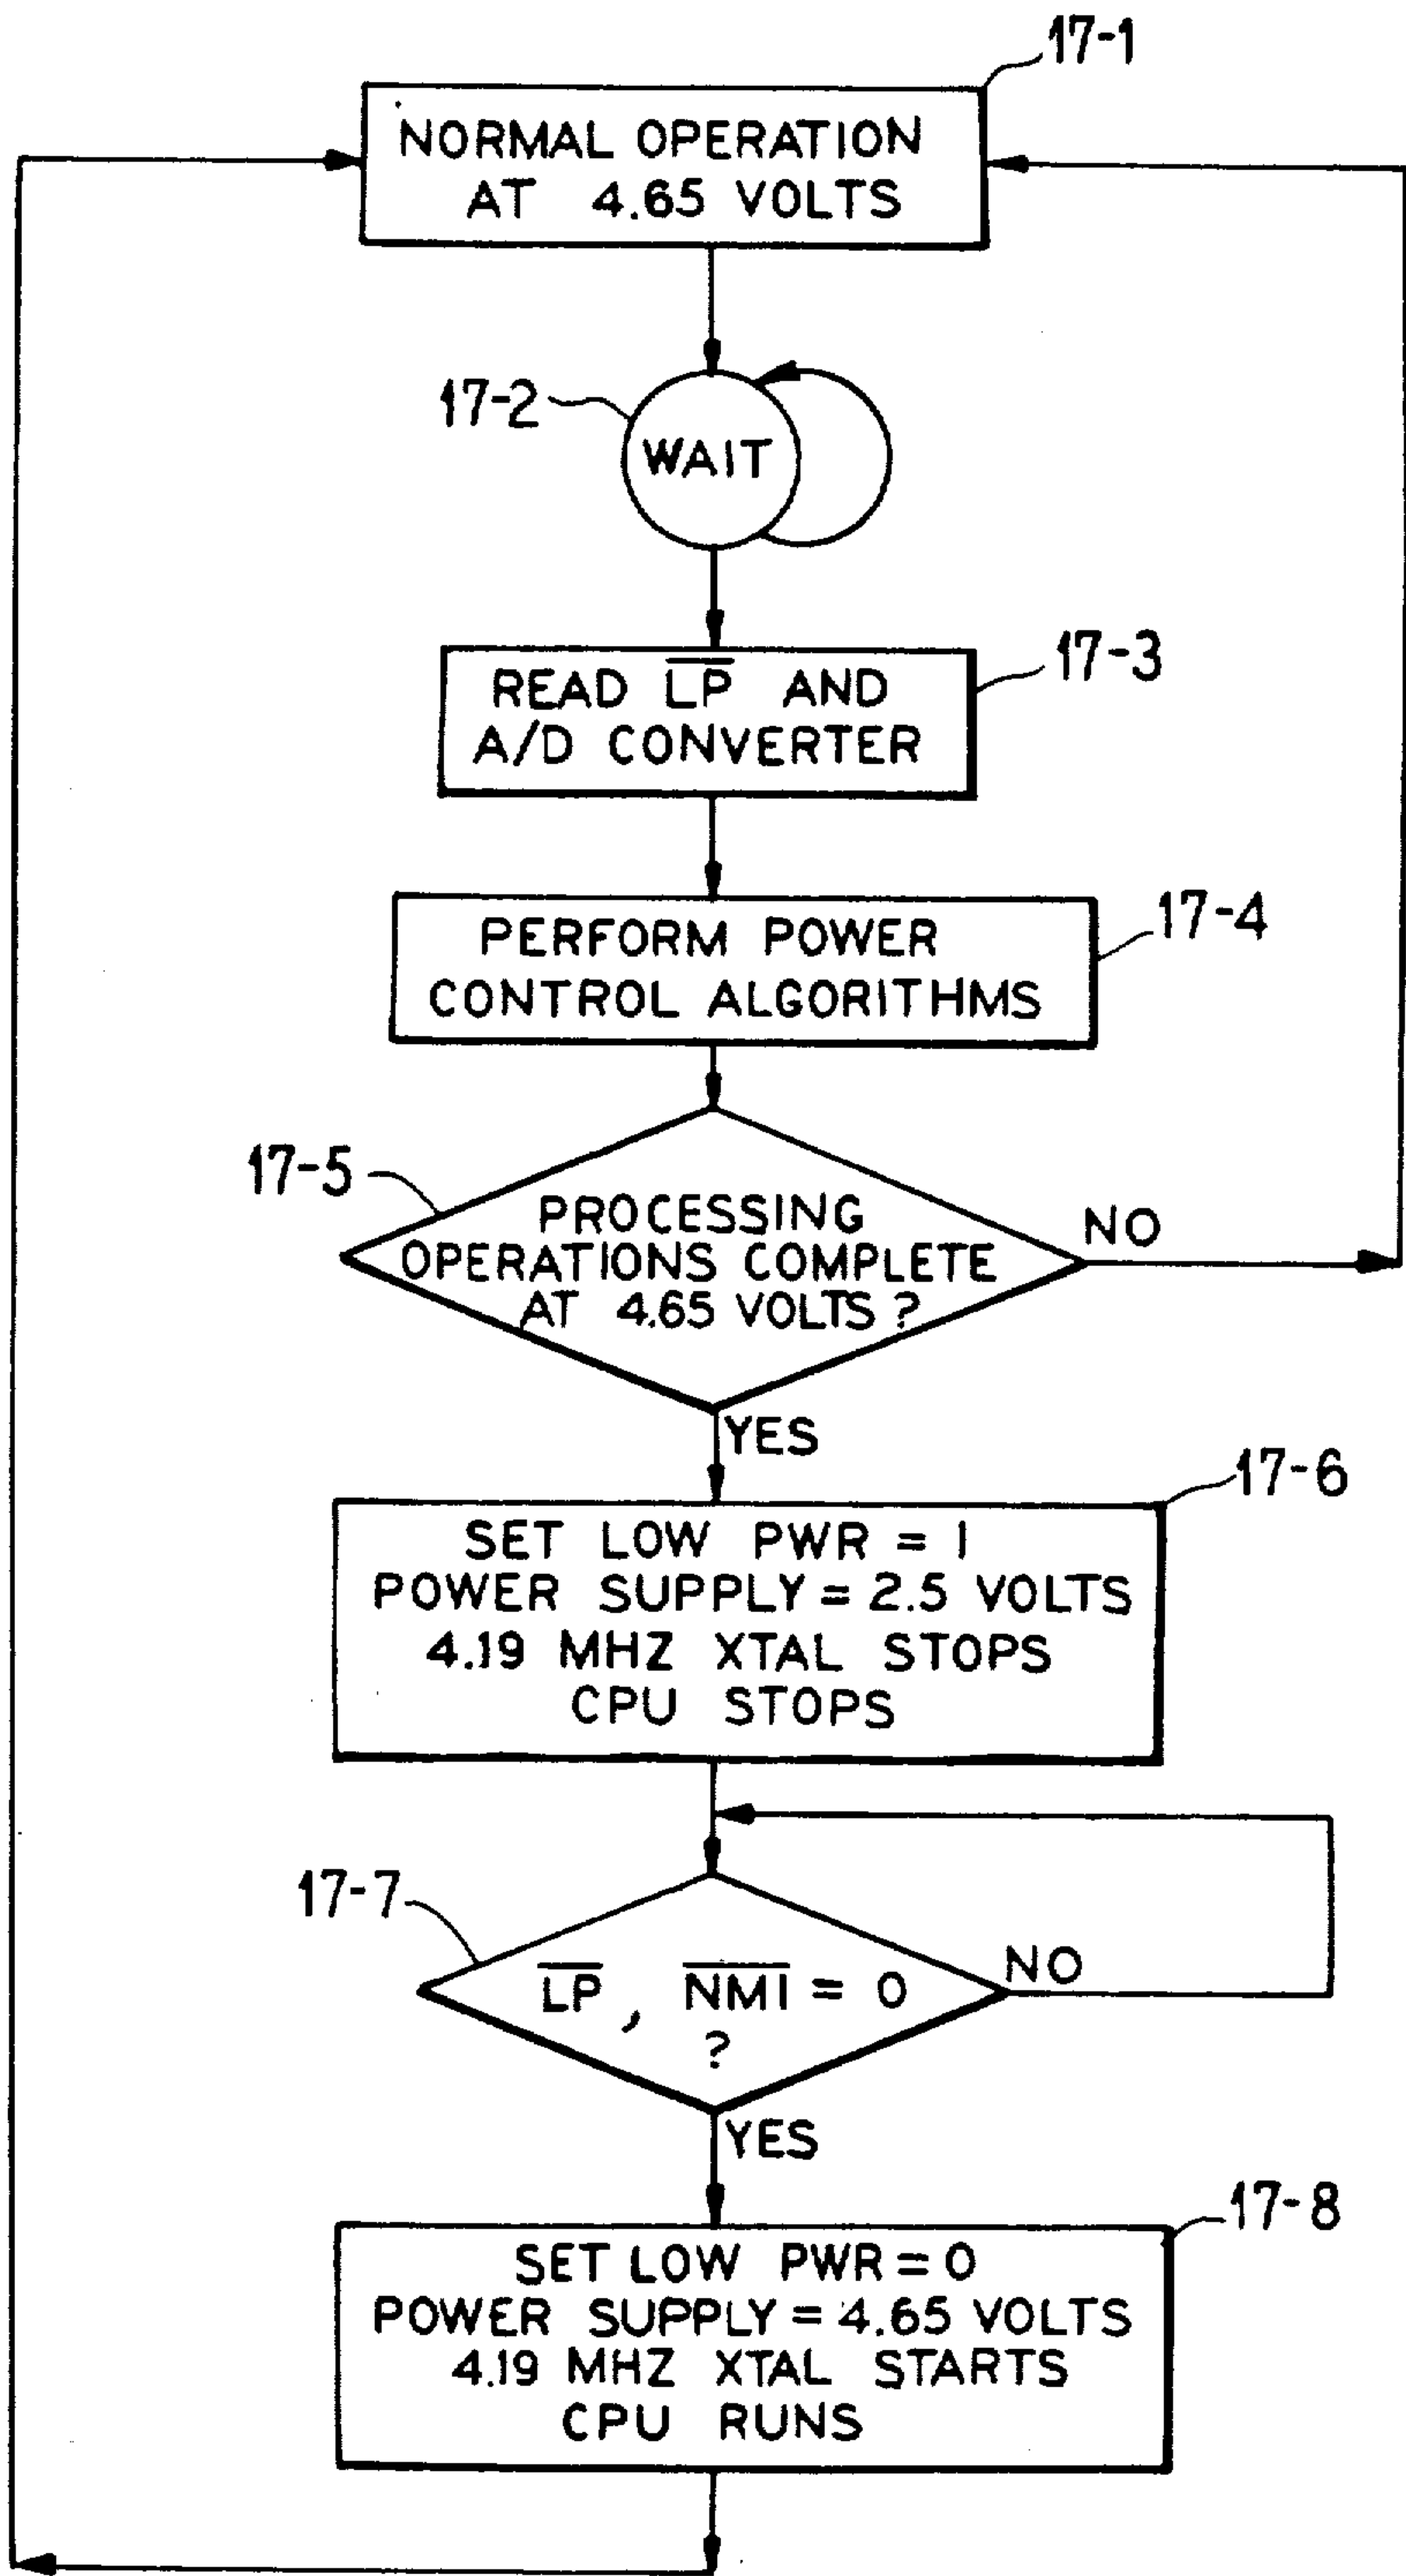 17-1
NORMAL OPERATION
AT 4.65 VOLTS
17-2
WAIT
17-3
READ L̅P̅ AND
A/D CONVERTER
17-4
PERFORM POWER
CONTROL ALGORITHMS
17-5
PROCESSING
OPERATIONS COMPLETE
AT 4.65 VOLTS ?
NO
YES
17-6
SET LOW PWR = 1
POWER SUPPLY = 2.5 VOLTS
4.19 MHZ XTAL STOPS
CPU STOPS
17-7
L̅P̅ , N̅M̅I̅ = 0
?
NO
YES
17-8
SET LOW PWR = 0
POWER SUPPLY = 4.65 VOLTS
4.19 MHZ XTAL STARTS
CPU RUNS